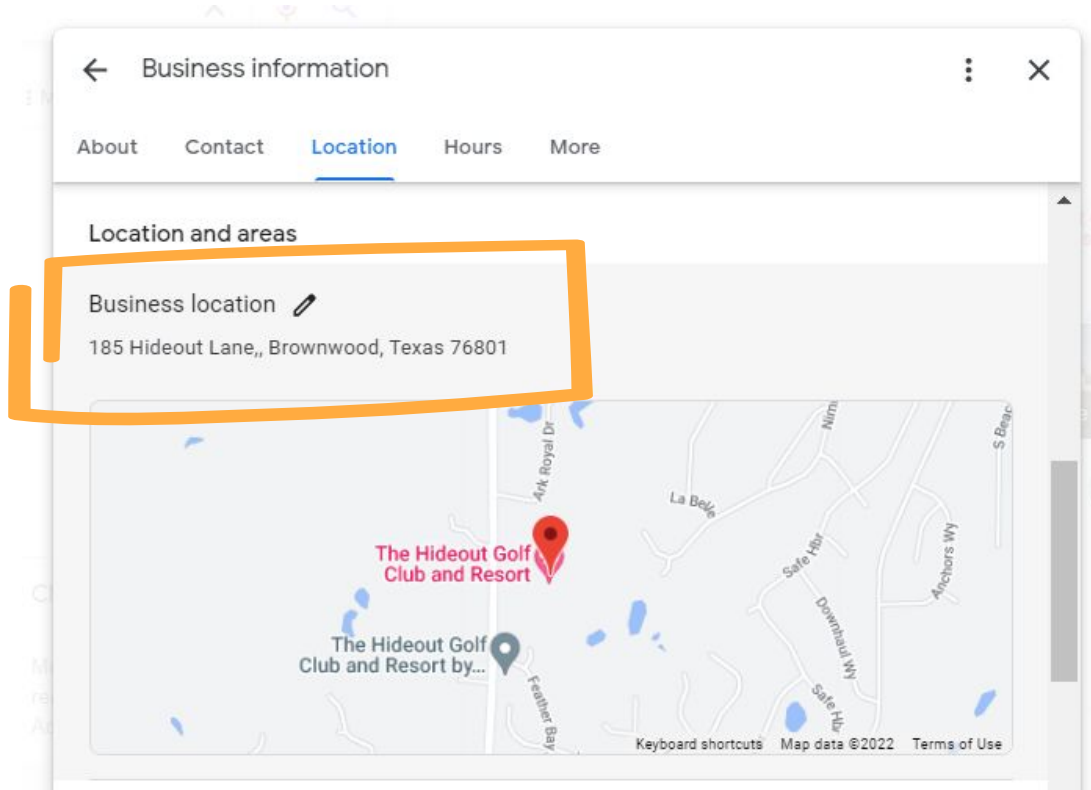 Business information
About Contact Location Hours More
Location and areas
Business location
185 Hideout Lane,, Brownwood, Texas 76801
Ark Royal Dr
La Belle
The Hideout Golf
Club and Resort
Safe Hbr
Anchors Wy
Downhaul Wy
The Hideout Golf
Club and Resort by...
Feather Bay
Safe Hb
Keyboard shortcuts Map data ©2022 Terms of Use